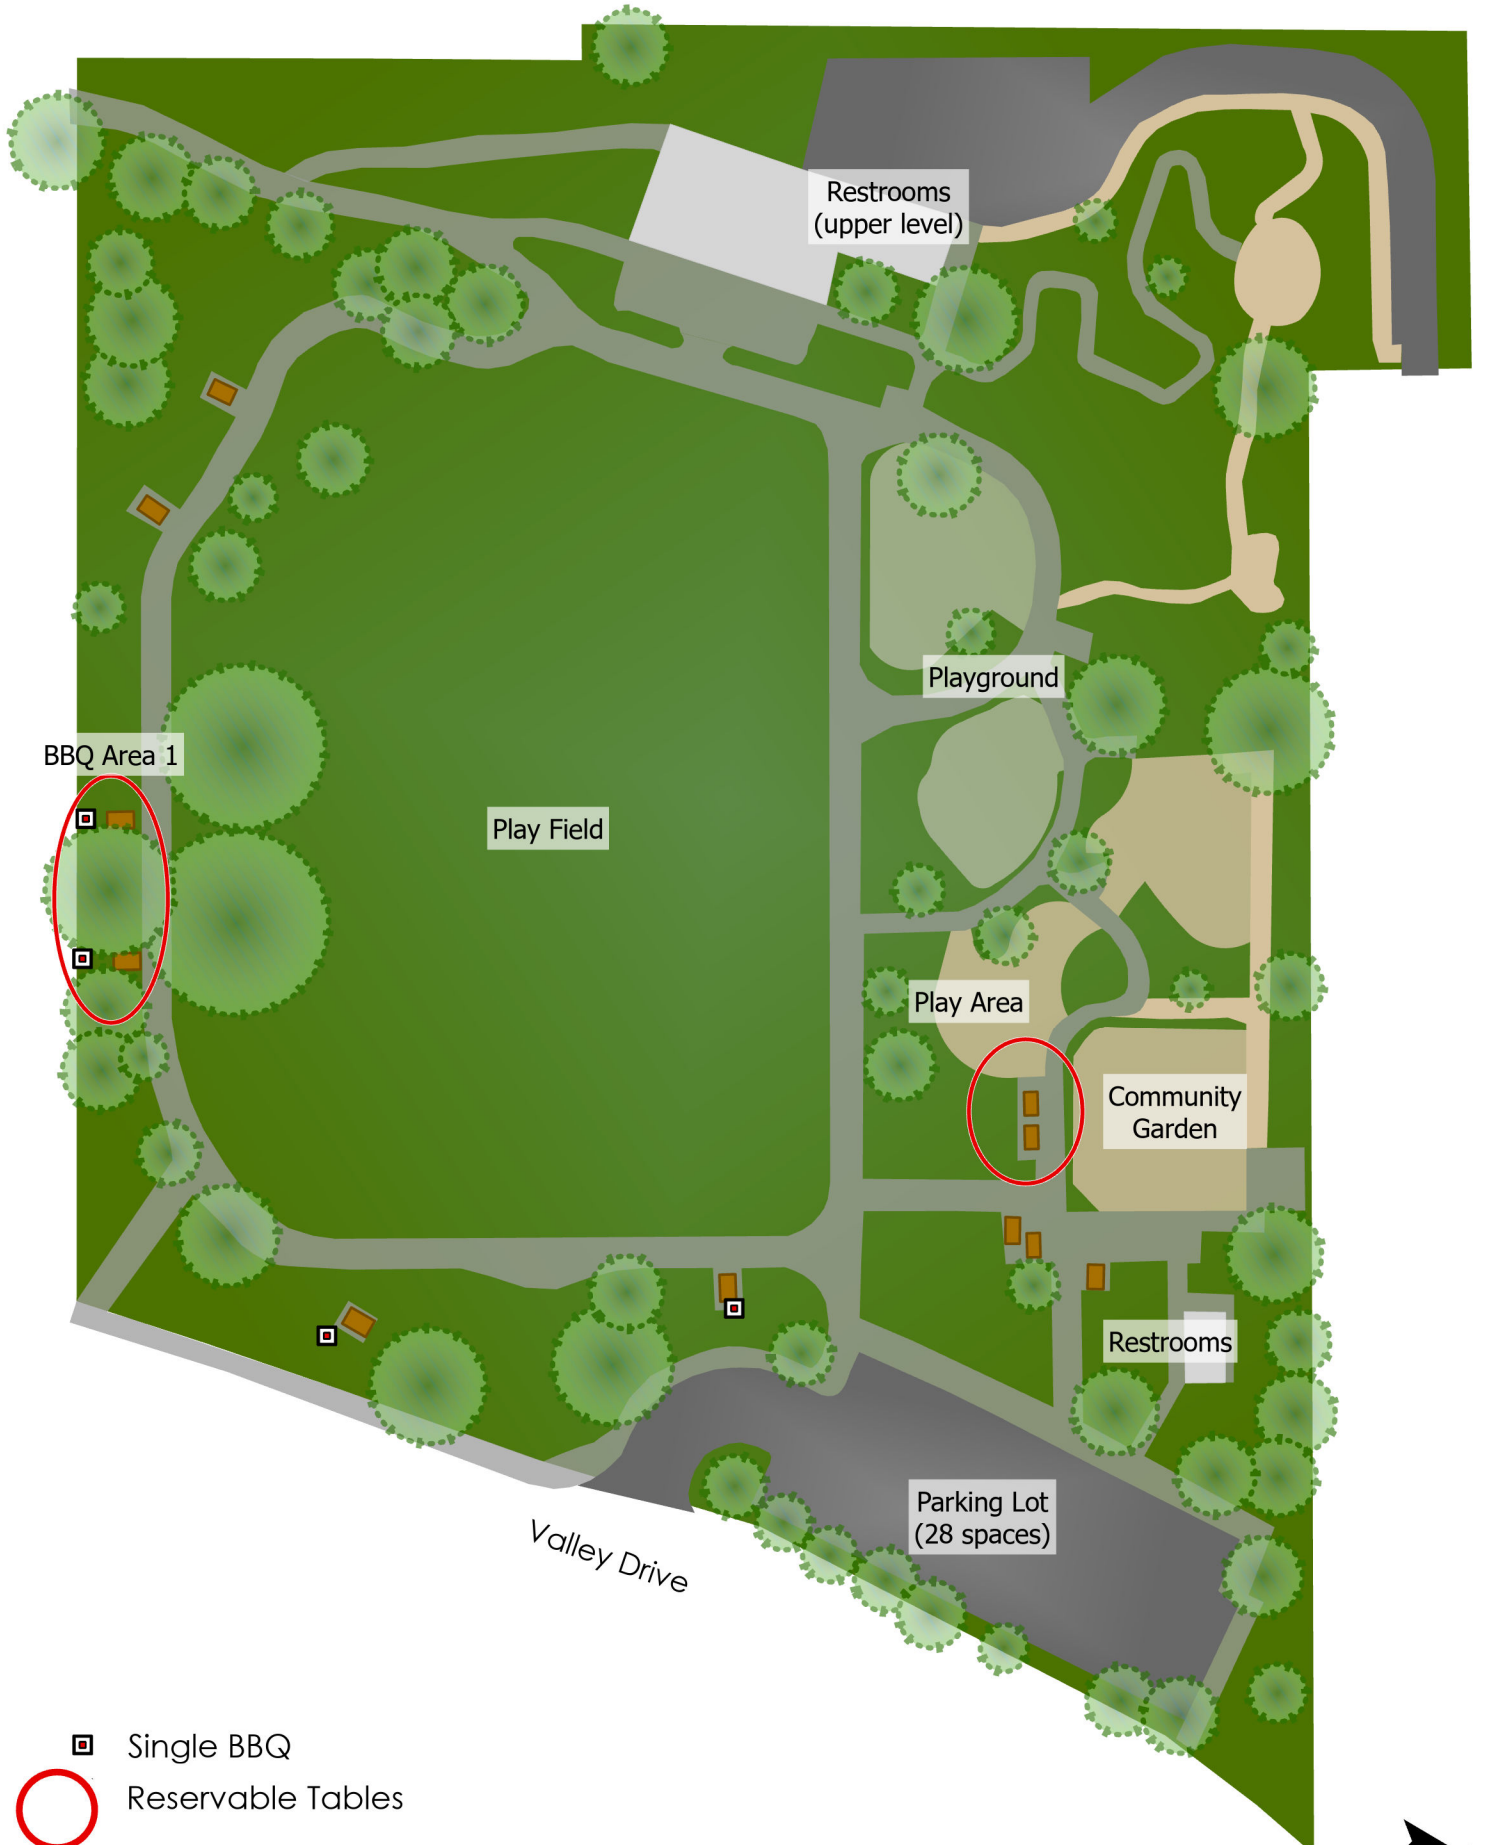 Restrooms
(upper level)
Playground
BBQ Area 1
Play Field
Play Area
Community
Garden
Restrooms
Parking Lot
(28 spaces)
Valley Drive
Single BBQ
Reservable Tables